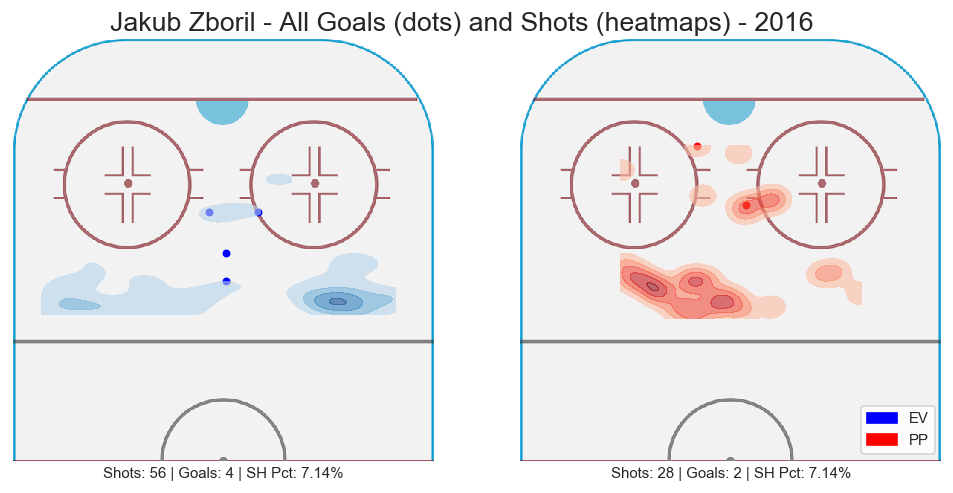 Jakub Zboril - All Goals (dots) and Shots (heatmaps) - 2016
EV
PP
Shots: 56 | Goals: 4 | SH Pct: 7.14%
Shots: 28 | Goals: 2 | SH Pct: 7.14%